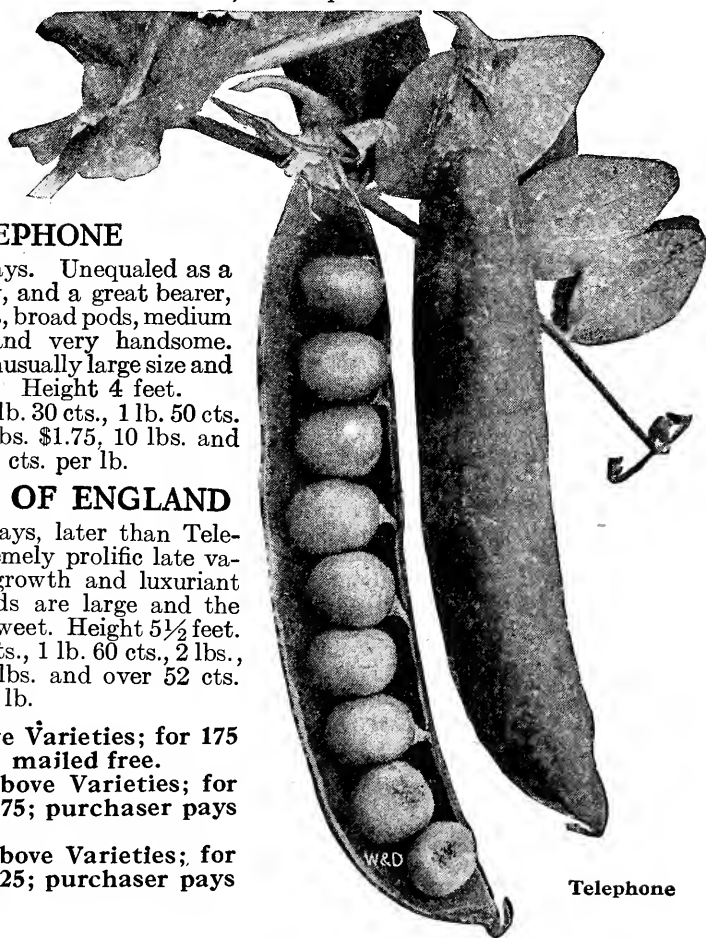 EPHONE
ays. Unequaled as a
, and a great bearer,
, broad pods, medium
and very handsome.
nusually large size and
Height 4 feet.
lb. 30 cts., 1 lb. 50 cts.
lbs. $1.75, 10 lbs. and
cts. per lb.
OF ENGLAND
ays, later than Tele-
emely prolific late va-
growth and luxuriant
ds are large and the
weet. Height 5½ feet.
ts., 1 lb. 60 cts., 2 lbs.,
lbs. and over 52 cts.
lb.
e Varieties; for 175
mailed free.
bove Varieties; for
75; purchaser pays
bove Varieties; for
25; purchaser pays
W&D
Telephone